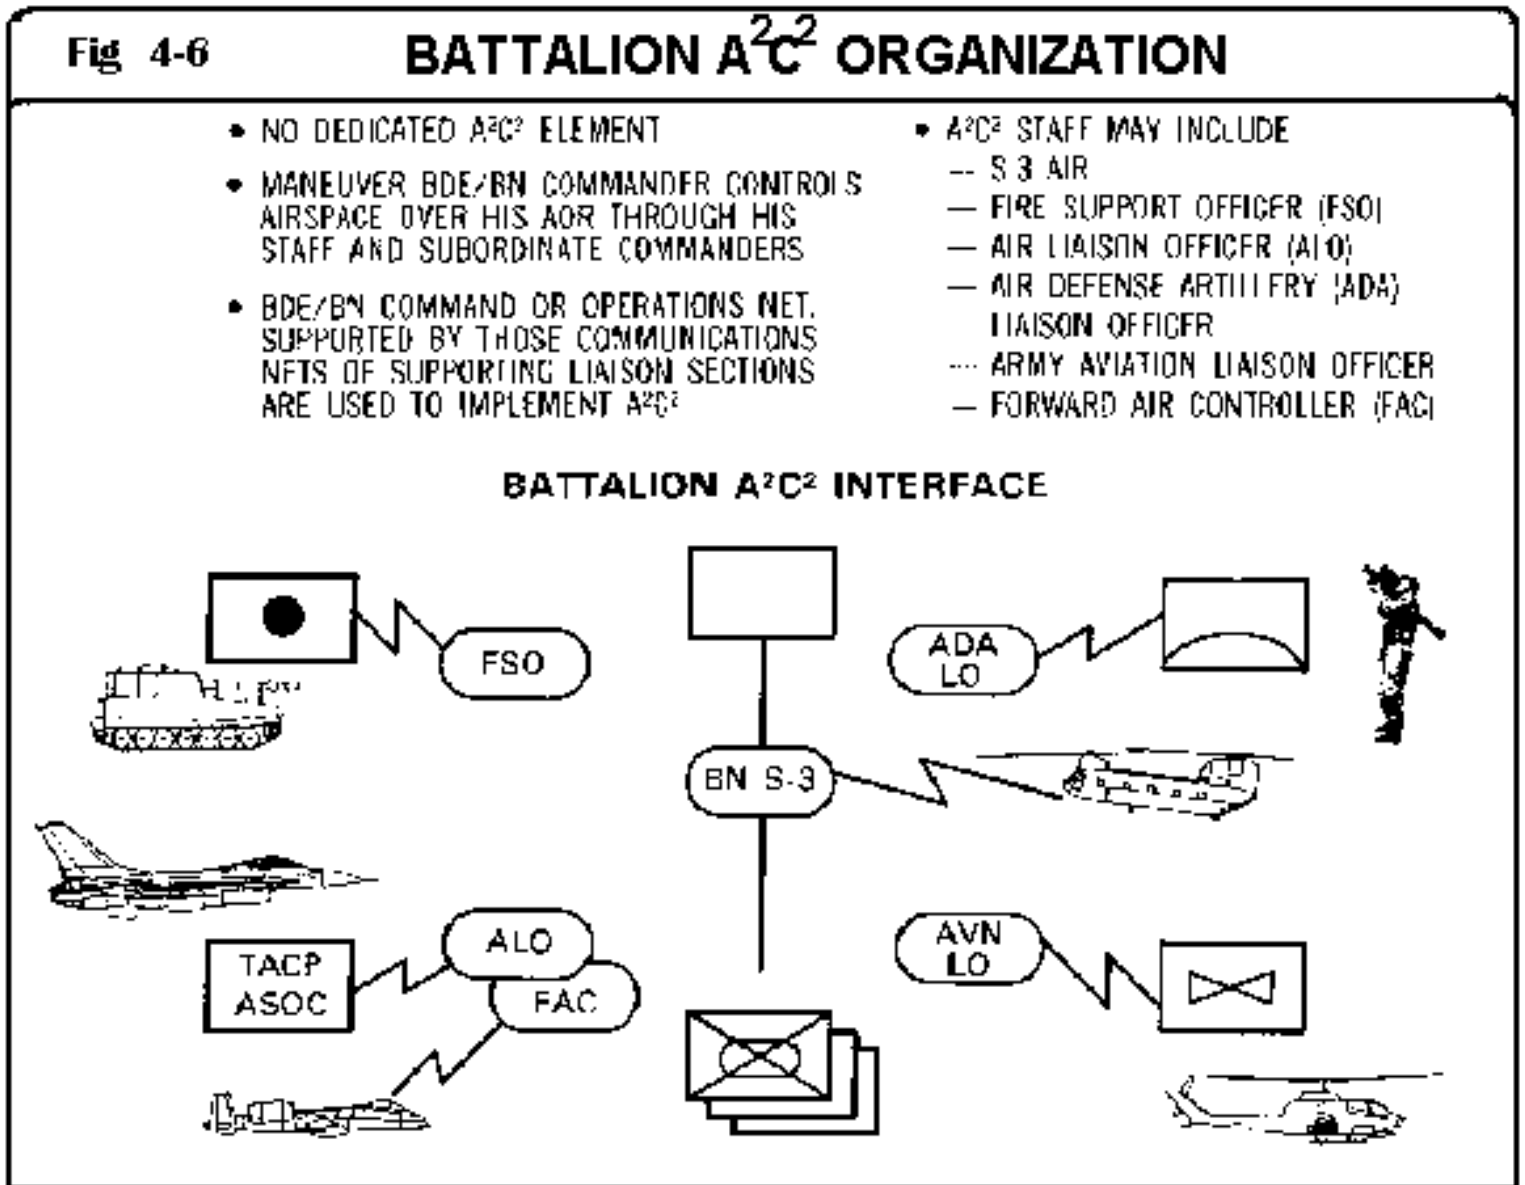 Fig 4-6
BATTALION A²C² ORGANIZATION
• NO DEDICATED A²C² ELEMENT
• MANEUVER BDE/BN COMMANDER CONTROLS
AIRSPACE OVER HIS AOR THROUGH HIS
STAFF AND SUBORDINATE COMMANDERS
• BDE/BN COMMAND OR OPERATIONS NET.
SUPPORTED BY THOSE COMMUNICATIONS
NETS OF SUPPORTING LIAISON SECTIONS
ARE USED TO IMPLEMENT A²C²
• A²C² STAFF MAY INCLUDE
— S 3 AIR
— FIRE SUPPORT OFFICER (FSO)
— AIR LIAISON OFFICER (ALO)
— AIR DEFENSE ARTILLERY (ADA)
LIAISON OFFICER
— ARMY AVIATION LIAISON OFFICER
— FORWARD AIR CONTROLLER (FAC)
BATTALION A²C² INTERFACE
FSO
ADA
LO
BN S-3
ALO
FAC
TACP
ASOC
AVN
LO